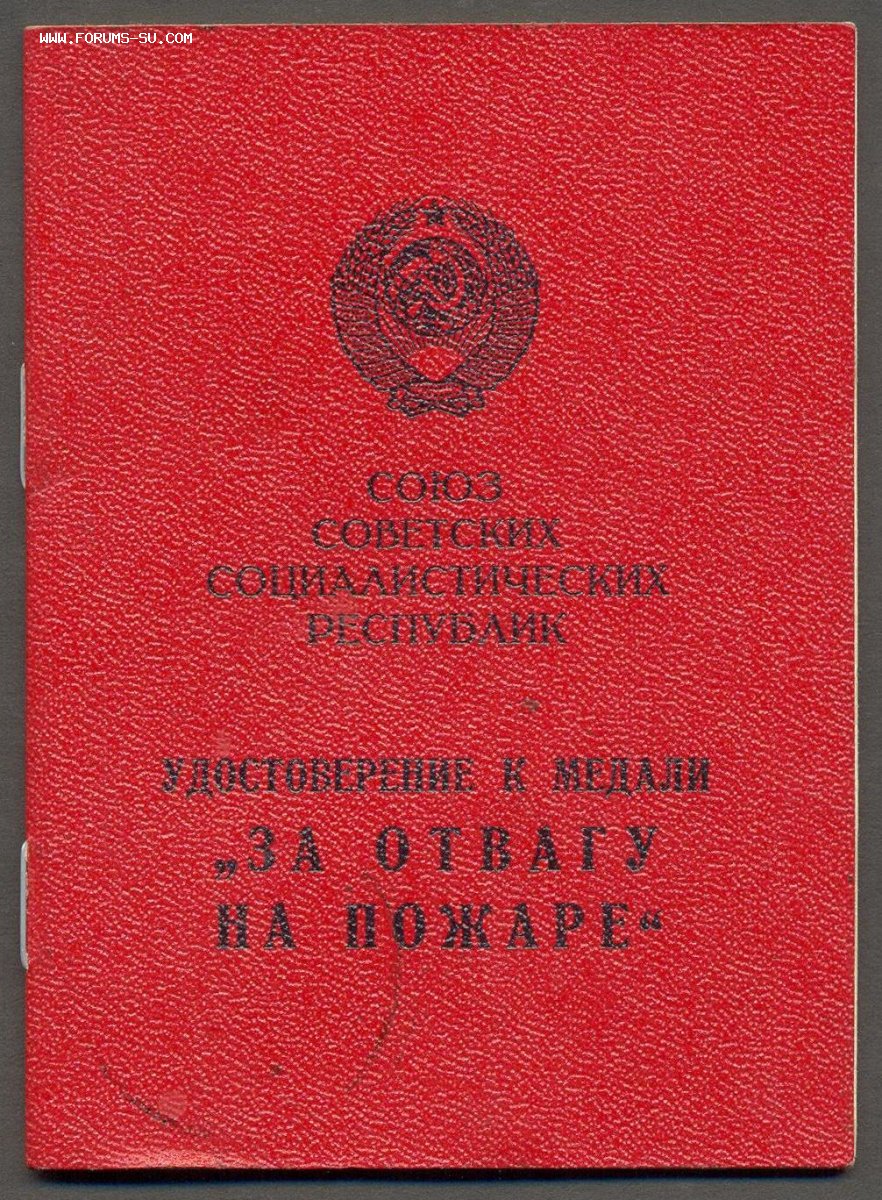 WWW.FORUMS-SU.COM
СОЮЗ
СОВЕТСКИХ
СОЦИАЛИСТИЧЕСКИХ
РЕСПУБЛИК
УДОСТОВЕРЕНИЕ К МЕДАЛИ
„ЗА ОТВАГУ
НА ПОЖАРЕ“